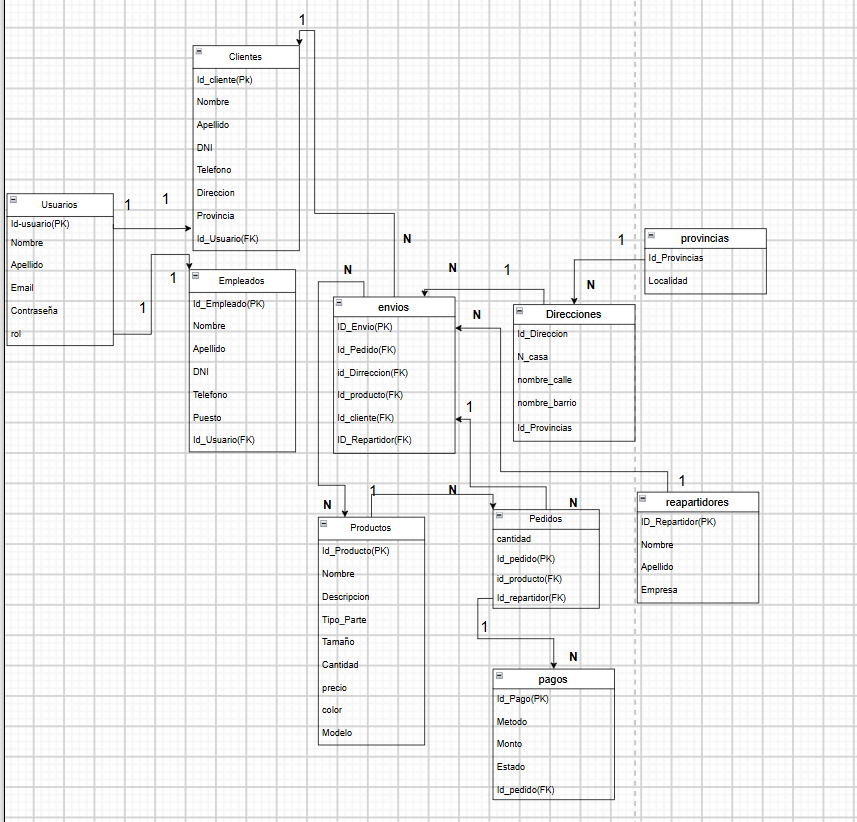 1
Clientes
Id_cliente(Pk)
Nombre
Apellido
DNI
Telefono
Direccion
Provincia
Id_Usuario(FK)
Usuarios
Id-usuario(PK)
Nombre
Apellido
Email
Contraseña
rol
1
1
1
1
Empleados
Id_Empleado(PK)
Nombre
Apellido
DNI
Telefono
Puesto
Id_Usuario(FK)
N
N
envios
ID_Envio(PK)
Id_Pedido(FK)
id_Dirreccion(FK)
Id_producto(FK)
Id_cliente(FK)
ID_Repartidor(FK)
N
1
N
1
Direcciones
Id_Direccion
N_casa
nombre_calle
nombre_barrio
Id_Provincias
1
N
provincias
Id_Provincias
Localidad
N
1
Productos
Id_Producto(PK)
Nombre
Descripcion
Tipo_Parte
Tamaño
Cantidad
precio
color
Modelo
N
N
Pedidos
cantidad
Id_pedido(PK)
id_producto(FK)
Id_repartidor(FK)
1
reapartidores
ID_Repartidor(PK)
Nombre
Apellido
Empresa
1
N
pagos
Id_Pago(PK)
Metodo
Monto
Estado
Id_pedido(FK)